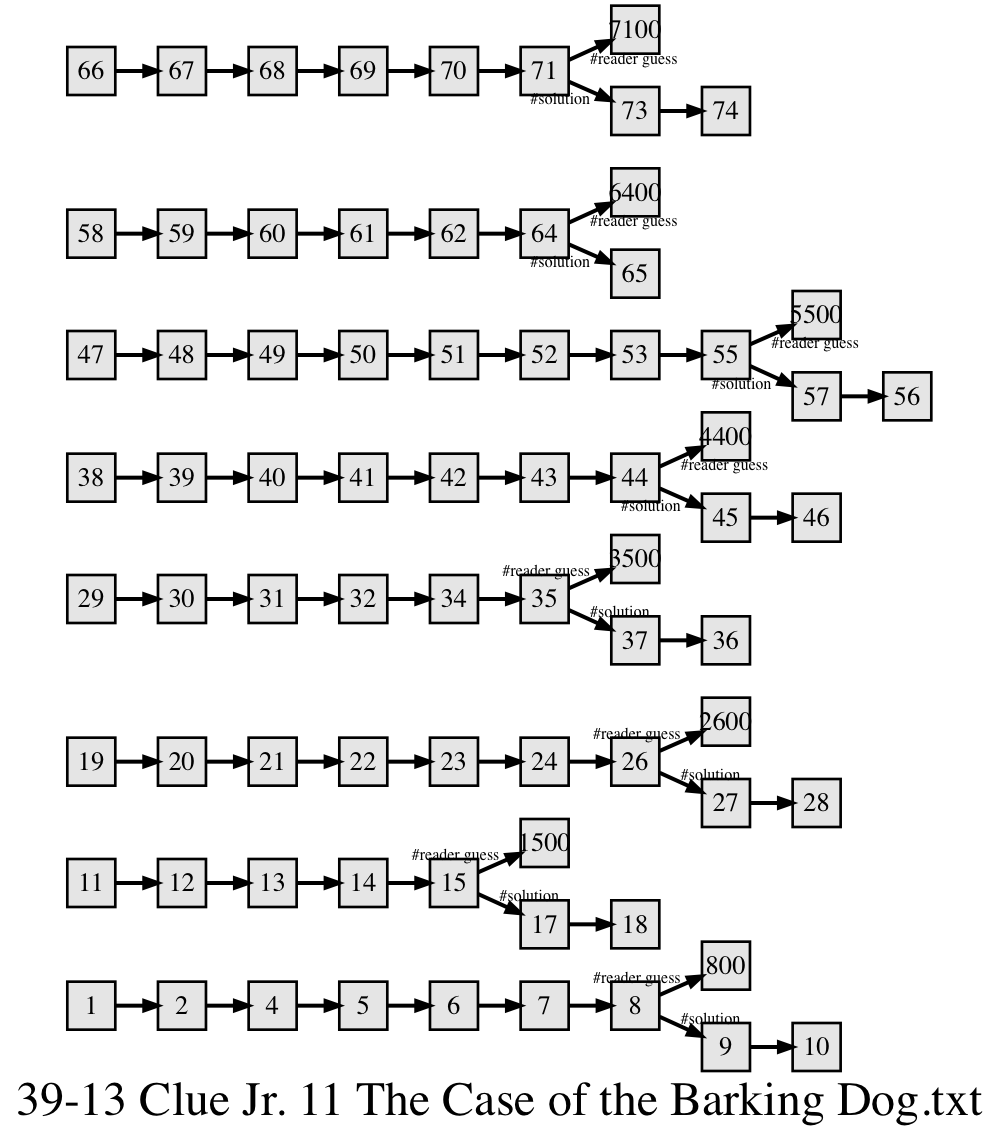 7100
#reader guess
66 67 68 69 70 71
#solution
73 74
6400
#reader guess
58 59 60 61 62 64
#solution
65
5500
#reader guess
47 48 49 50 51 52 53 55
#solution
57 56
4400
#reader guess
38 39 40 41 42 43 44
#solution
45 46
3500
#reader guess
29 30 31 32 34 35
#solution
37 36
2600
#reader guess
19 20 21 22 23 24 26
#solution
27 28
1500
#reader guess
11 12 13 14 15
#solution
17 18
800
#reader guess
1 2 4 5 6 7 8
#solution
9 10
39-13 Clue Jr. 11 The Case of the Barking Dog.txt